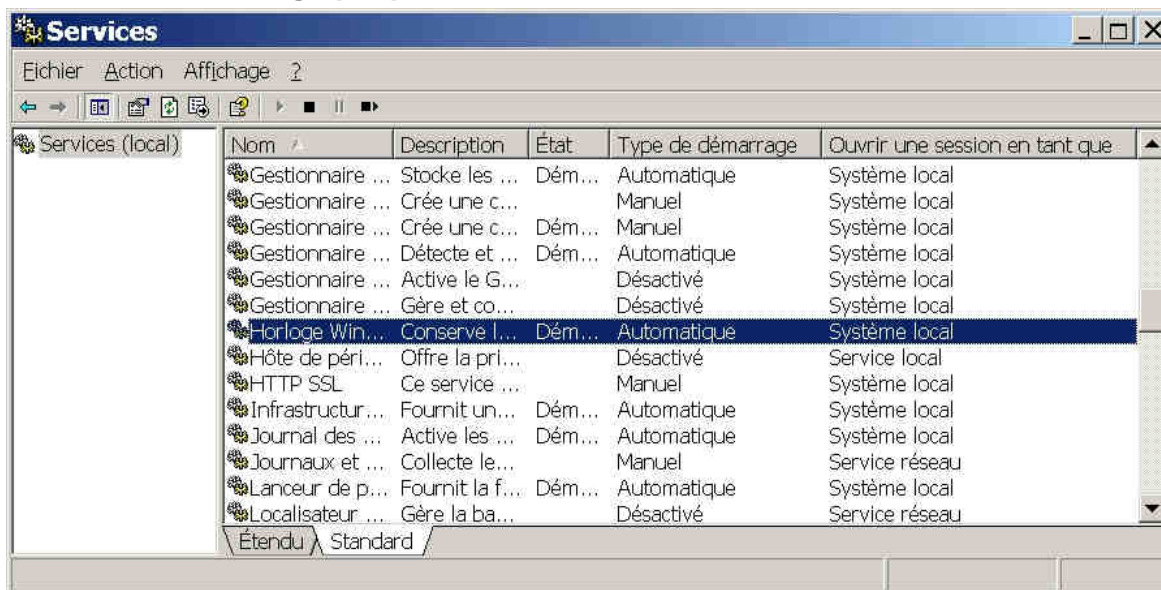 Services
Fichier Action Affichage ?
Services (local)
Nom Description État Type de démarrage Ouvrir une session en tant que
Gestionnaire ... Stocke les ... Dém... Automatique Système local
Gestionnaire ... Crée une c... Manuel Système local
Gestionnaire ... Crée une c... Dém... Manuel Système local
Gestionnaire ... Détecte et ... Dém... Automatique Système local
Gestionnaire ... Active le G... Désactivé Système local
Gestionnaire ... Gère et co... Désactivé Système local
Horloge Win... Conserve l... Dém... Automatique Système local
Hôte de péri... Offre la pri... Désactivé Service local
HTTP SSL Ce service ... Manuel Système local
Infrastructur... Fournit un... Dém... Automatique Système local
Journal des ... Active les ... Dém... Automatique Système local
Journaux et ... Collecte le... Manuel Service réseau
Lanceur de p... Fournit la f... Dém... Automatique Système local
Localisateur ... Gère la ba... Désactivé Service réseau
Étendu Standard